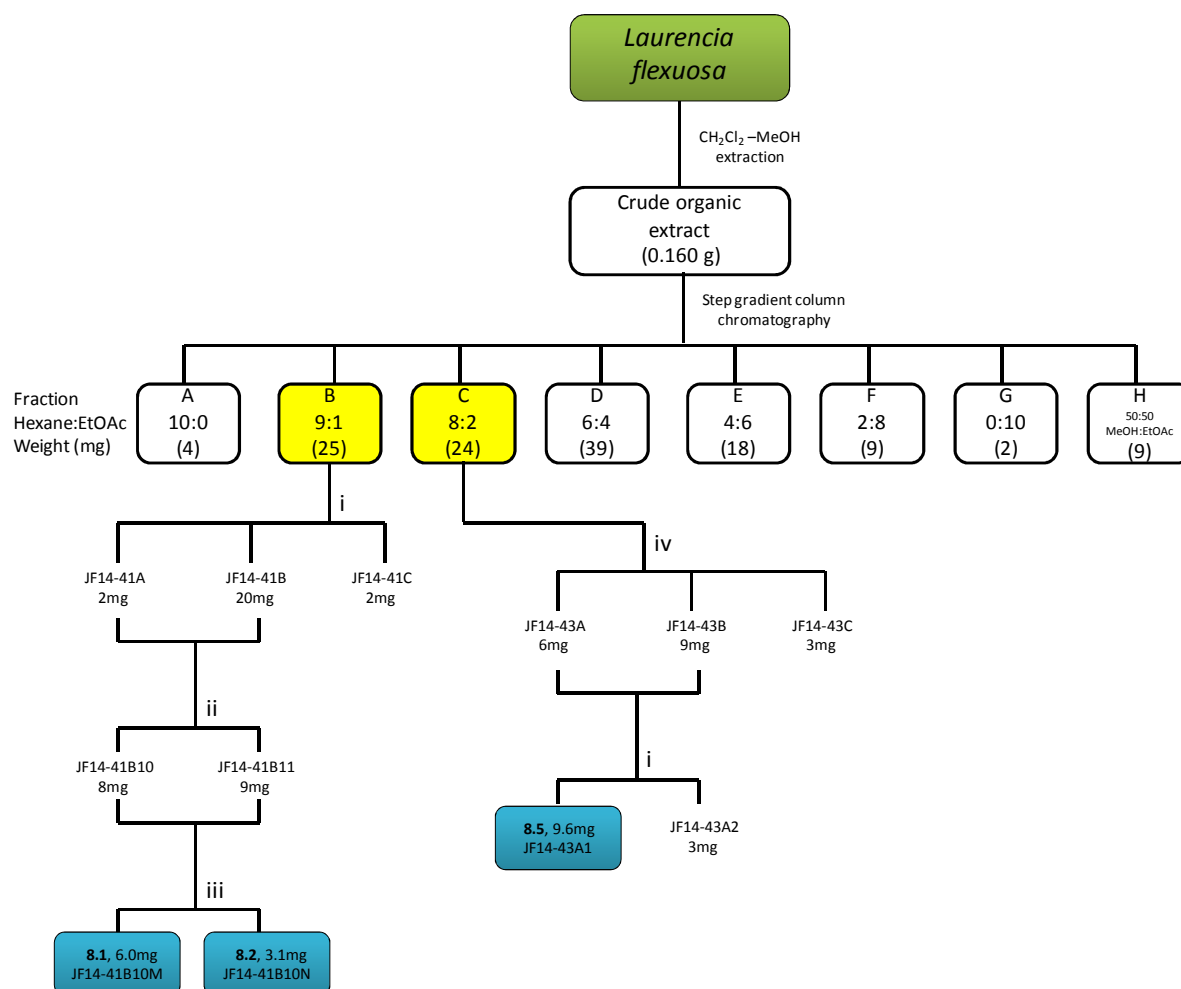 Laurencia
flexuosa
CH₂Cl₂ –MeOH
extraction
Crude organic
extract
(0.160 g)
Step gradient column
chromatography
Fraction
Hexane:EtOAc
Weight (mg)
A
10:0
(4)
B
9:1
(25)
C
8:2
(24)
D
6:4
(39)
E
4:6
(18)
F
2:8
(9)
G
0:10
(2)
H
50:50
MeOH:EtOAc
(9)
i
iv
JF14-41A
2mg
JF14-41B
20mg
JF14-41C
2mg
JF14-43A
6mg
JF14-43B
9mg
JF14-43C
3mg
ii
i
JF14-41B10
8mg
JF14-41B11
9mg
8.5, 9.6mg
JF14-43A1
JF14-43A2
3mg
iii
8.1, 6.0mg
JF14-41B10M
8.2, 3.1mg
JF14-41B10N